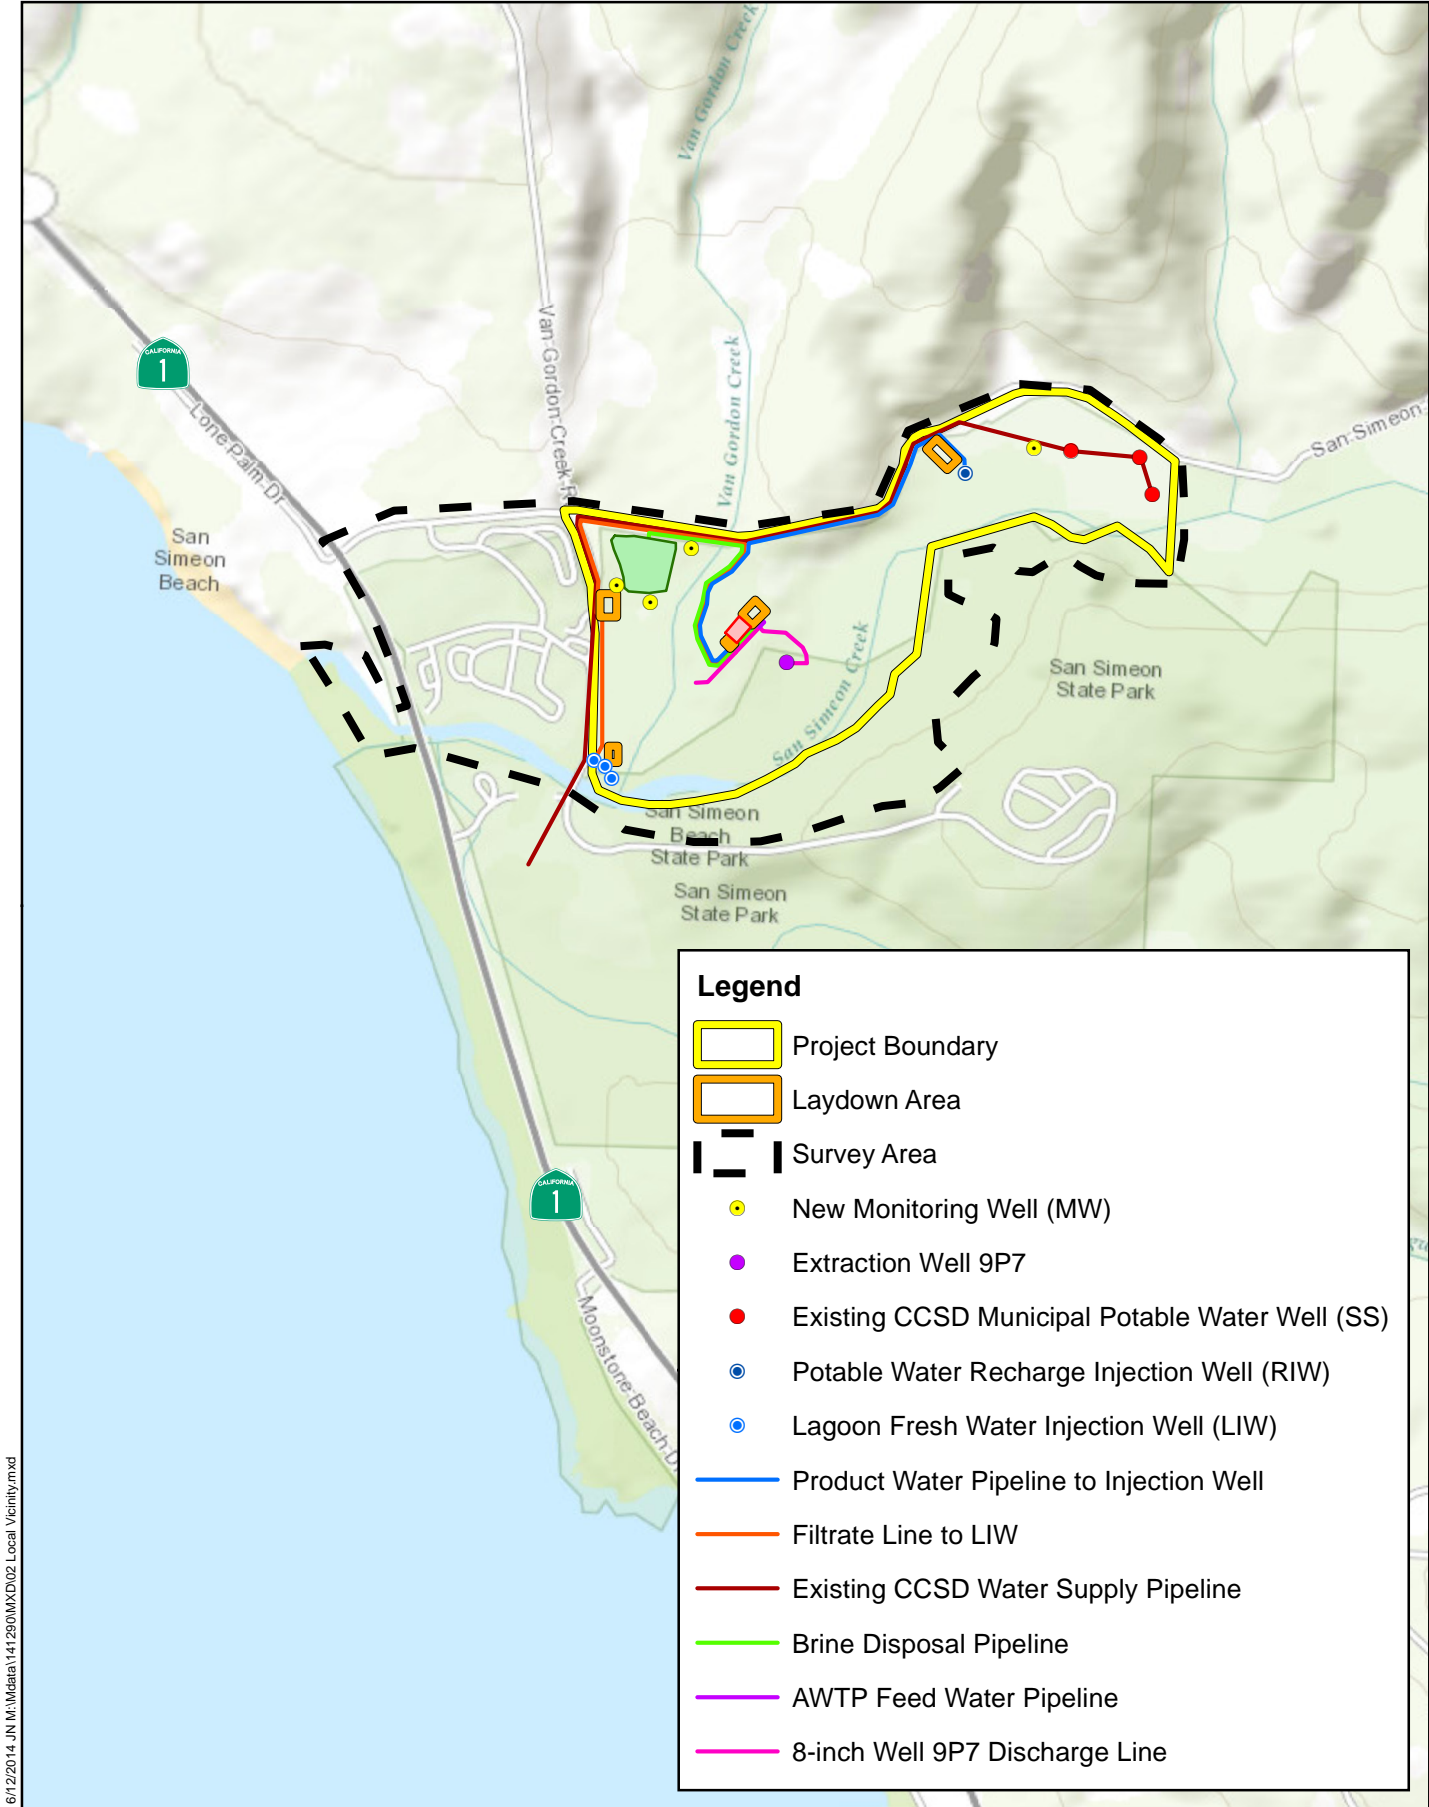 Van Gordon Creek
CALIFORNIA
1
Lone Palm Dr
Van Gordon Creek R
Van Gordon Creek
San Simeon
San
Simeon
Beach
San Simeon Creek
San Simeon
State Park
San Simeon
Beach
State Park
San Simeon
State Park
CALIFORNIA
1
Moonstone Beach D
Legend
Project Boundary
Laydown Area
Survey Area
New Monitoring Well (MW)
Extraction Well 9P7
Existing CCSD Municipal Potable Water Well (SS)
Potable Water Recharge Injection Well (RIW)
Lagoon Fresh Water Injection Well (LIW)
Product Water Pipeline to Injection Well
Filtrate Line to LIW
Existing CCSD Water Supply Pipeline
Brine Disposal Pipeline
AWTP Feed Water Pipeline
8-inch Well 9P7 Discharge Line
6/12/2014 JN M:\Mdata\141290\MXD\02 Local Vicinity.mxd